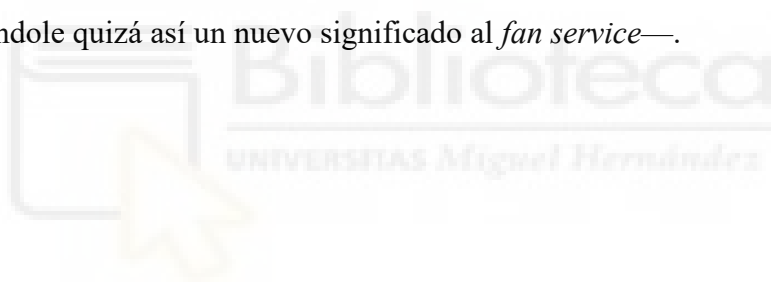 ndole quizá así un nuevo significado al fan service—.
Biblioteca
UNIVERSITAS Miguel Hernández